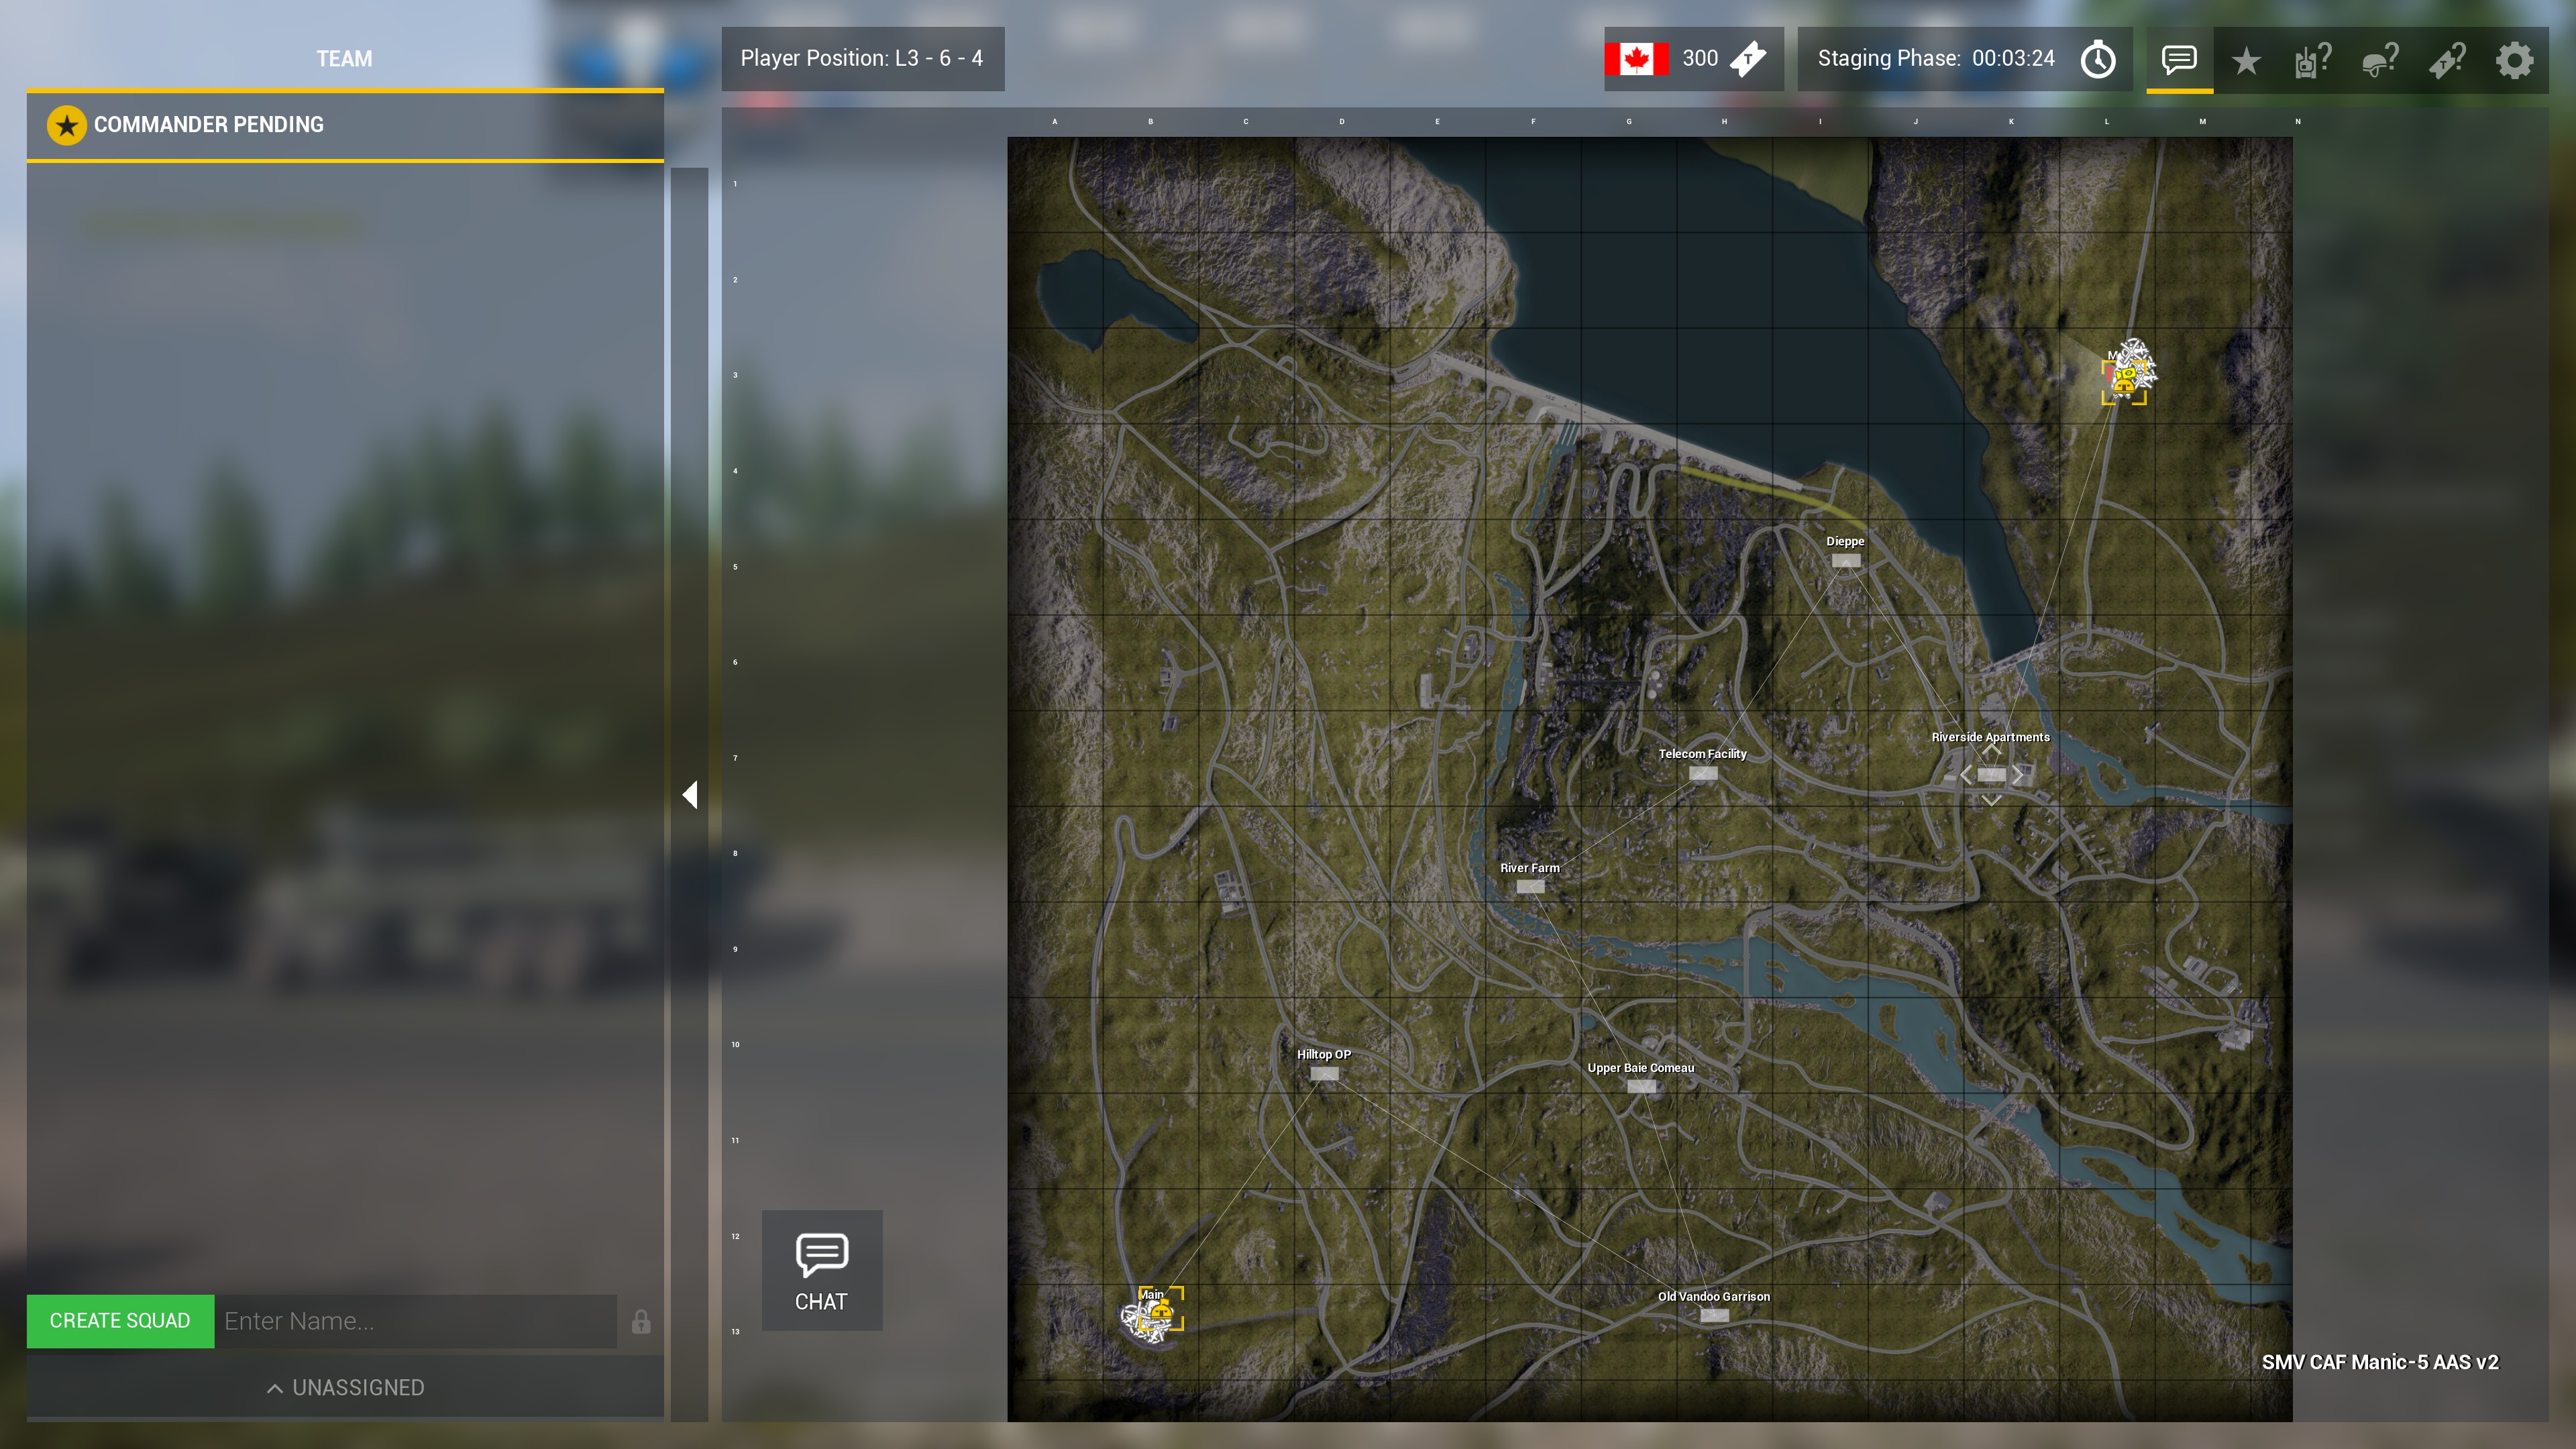 TEAM
Player Position: L3 - 6 - 4
300
T
Staging Phase: 00:03:24
?
?
T?
COMMANDER PENDING
A B C D E F G H I J K L M N
1
2
3
4
5
6
7
8
9
10
11
12
13
Dieppe
Riverside Apartments
Telecom Facility
River Farm
Hilltop OP
Upper Baie Comeau
Main
Old Vandoo Garrison
CHAT
CREATE SQUAD
Enter Name...
UNASSIGNED
SMV CAF Manic-5 AAS v2